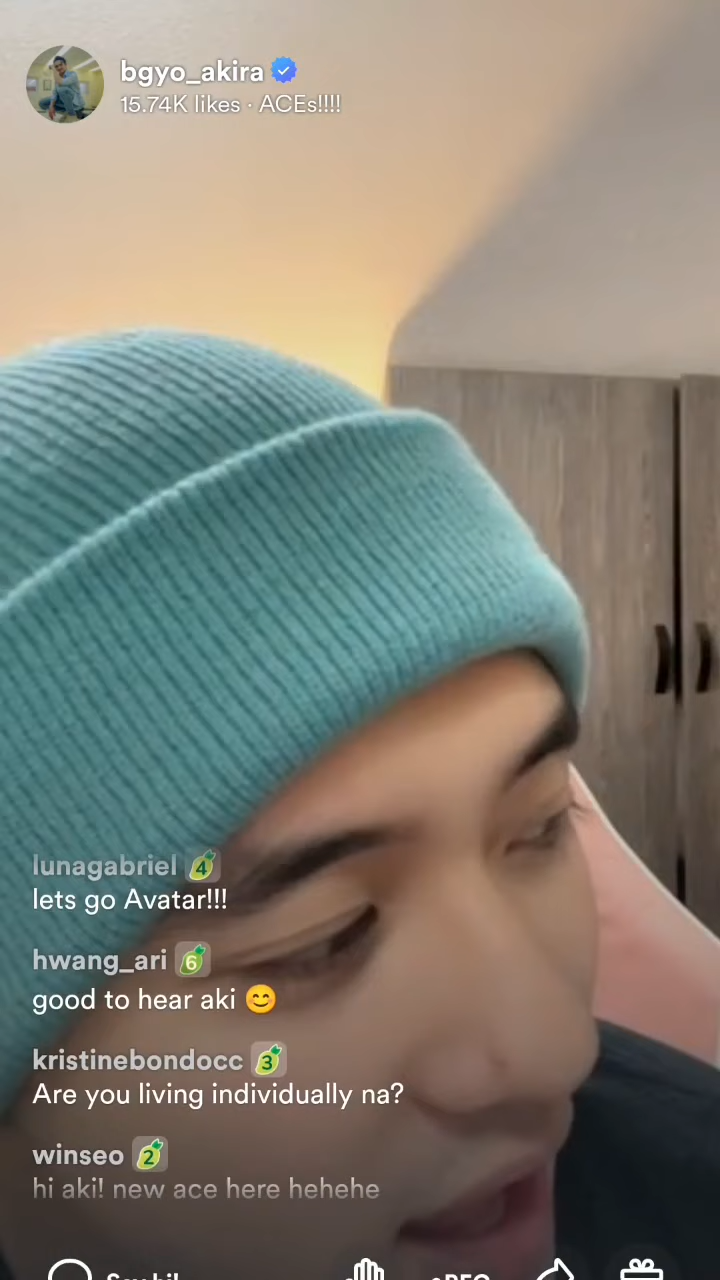 bgyo_akira
15.74K likes · ACEs!!!!
lunagabriel 4
lets go Avatar!!!
hwang_ari 6
good to hear aki 😊
kristinebondocc 3
Are you living individually na?
winseo 2
hi aki! new ace here hehehe